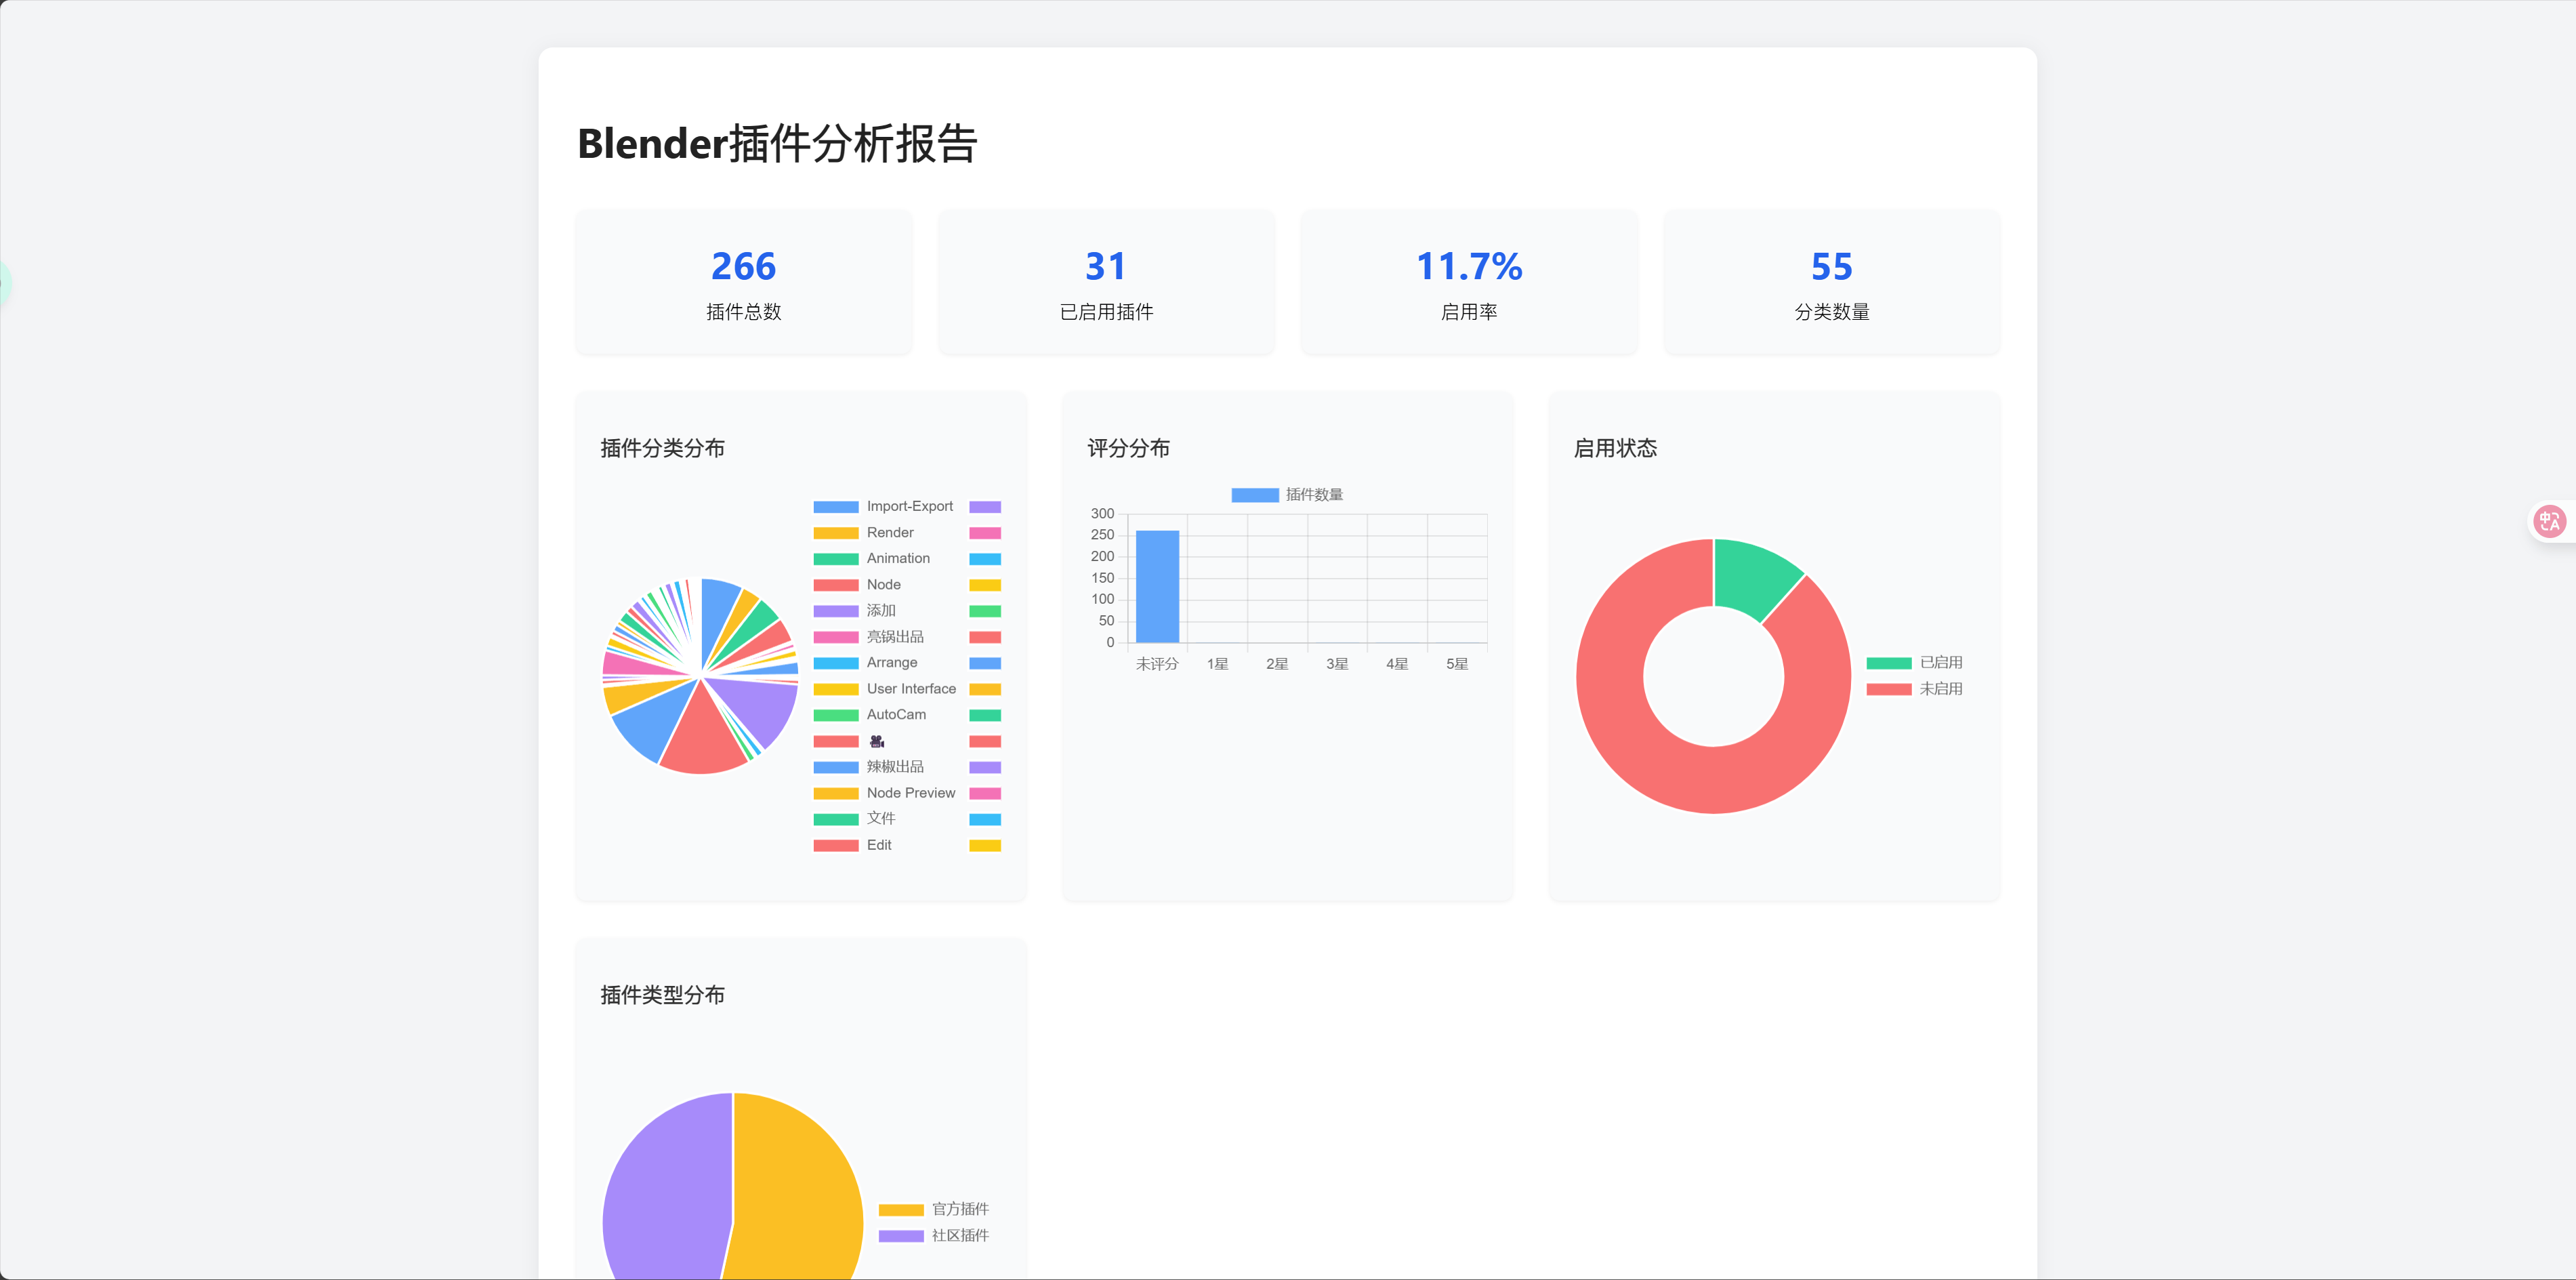 Blender插件分析报告
266
插件总数
31
已启用插件
11.7%
启用率
55
分类数量
插件分类分布
Import-Export
Render
Animation
Node
添加
亮锅出品
Arrange
User Interface
AutoCam
辣椒出品
Node Preview
文件
Edit
评分分布
插件数量
300
250
200
150
100
50
0
未评分 1星 2星 3星 4星 5星
启用状态
已启用
未启用
插件类型分布
官方插件
社区插件
中A